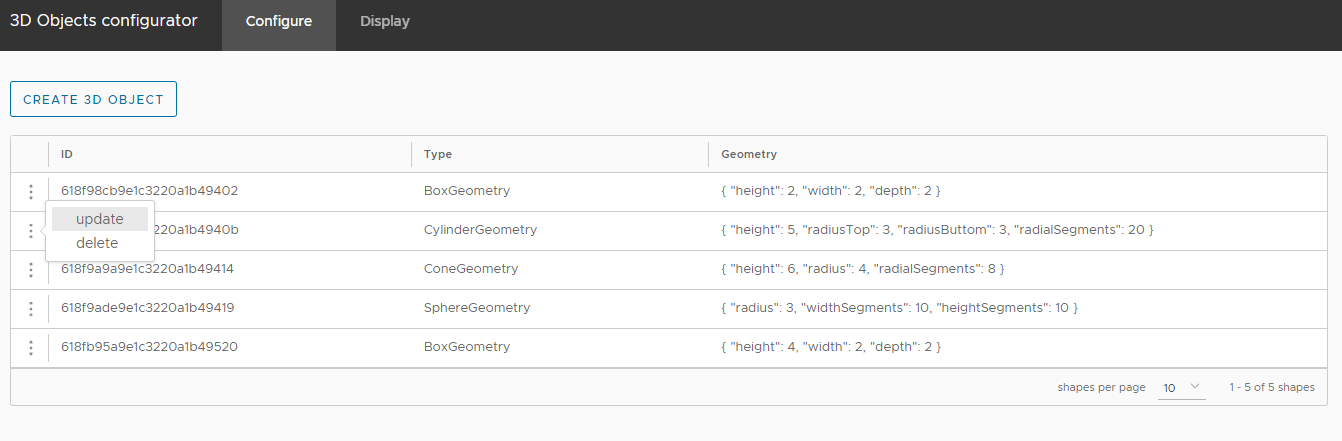 3D Objects configurator Configure Display
CREATE 3D OBJECT
ID Type Geometry
618f98cb9e1c3220a1b49402 BoxGeometry { "height": 2, "width": 2, "depth": 2 }
update
c3220a1b4940b CylinderGeometry { "height": 5, "radiusTop": 3, "radiusButtom": 3, "radialSegments": 20 }
delete
618f9a9a9e1c3220a1b49414 ConeGeometry { "height": 6, "radius": 4, "radialSegments": 8 }
618f9ade9e1c3220a1b49419 SphereGeometry { "radius": 3, "widthSegments": 10, "heightSegments": 10 }
618fb95a9e1c3220a1b49520 BoxGeometry { "height": 4, "width": 2, "depth": 2 }
shapes per page 10 1 - 5 of 5 shapes